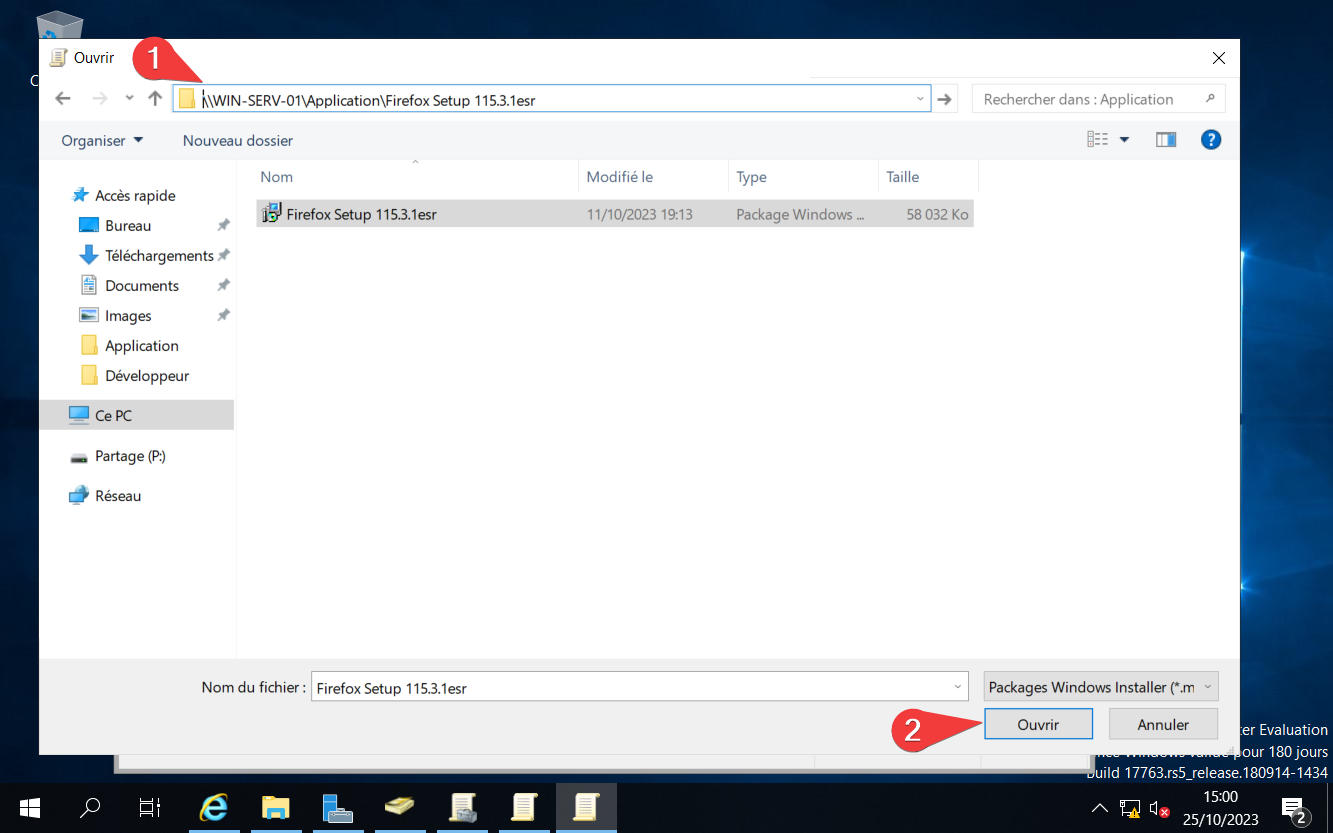 Ouvrir
1
\\WIN-SERV-01\Application\Firefox Setup 115.3.1esr
Rechercher dans : Application
Organiser
Nouveau dossier
?
Nom
Modifié le
Type
Taille
Firefox Setup 115.3.1esr
11/10/2023 19:13
Package Windows ...
58 032 Ko
Accès rapide
Bureau
Téléchargements
Documents
Images
Application
Développeur
Ce PC
Partage (P:)
Réseau
Nom du fichier :
Firefox Setup 115.3.1esr
Packages Windows Installer (*.m
2
Ouvrir
Annuler
Evaluation
pour 180 jours
Build 17763.rs5_release.180914-1434
15:00
25/10/2023
2